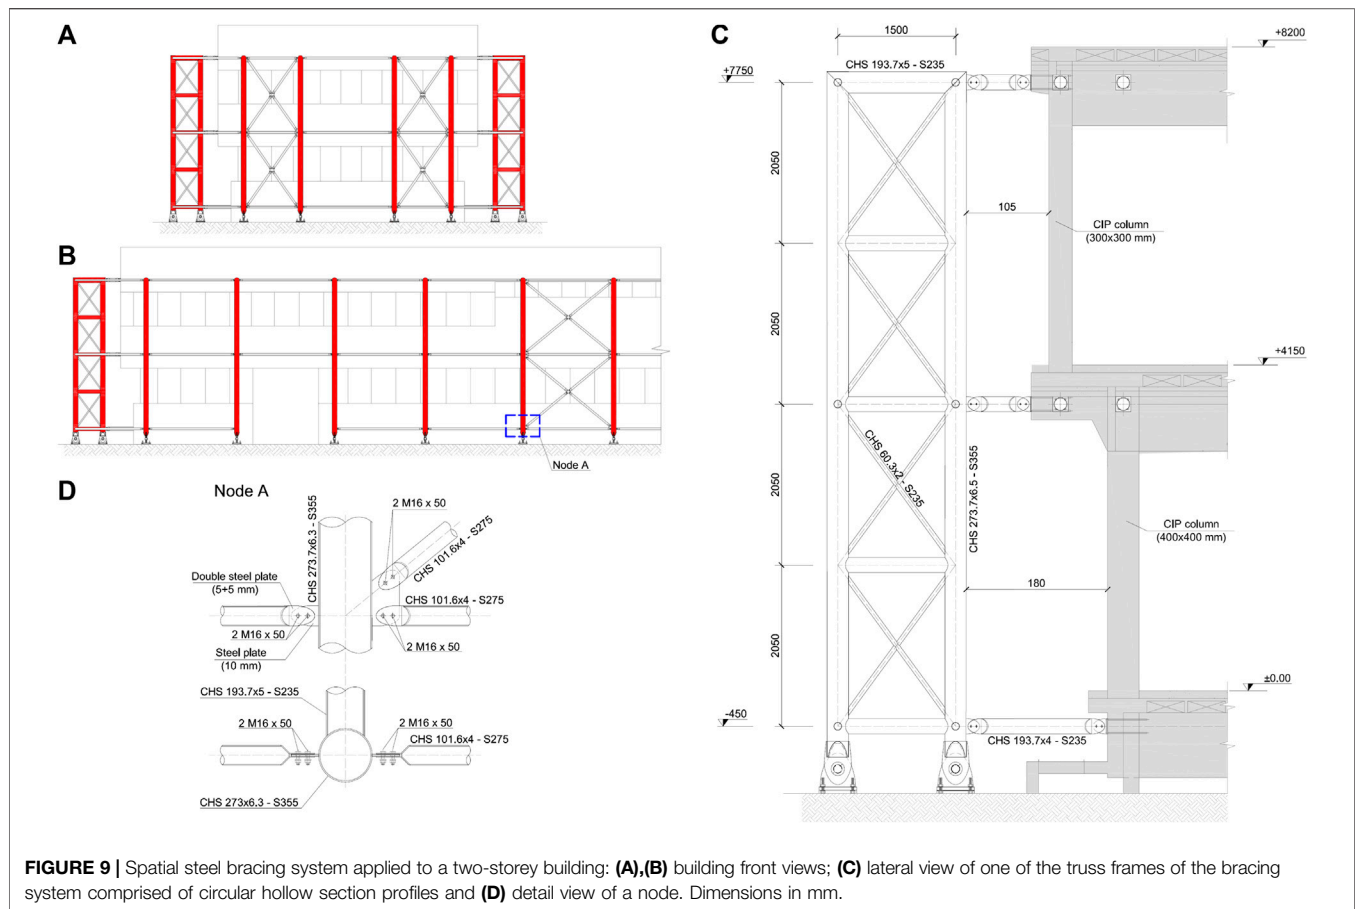 A
B
Node A
D
Node A
2 M16 x 50
CHS 273.7x6.3 - S355
CHS 101.6x4 - S275
Double steel plate
(5+5 mm)
CHS 101.6x4 - S275
2 M16 x 50
2 M16 x 50
Steel plate
(10 mm)
CHS 193.7x5 - S235
2 M16 x 50
2 M16 x 50
CHS 101.6x4 - S275
CHS 273x6.3 - S355
C
1500
+8200
CHS 193.7x5 - S235
+7750
2050
105
CIP column
(300x300 mm)
2050
+4150
CHS 60.3x2 - S235
CHS 273.7x6.5 - S355
2050
CIP column
(400x400 mm)
180
2050
±0.00
-450
CHS 193.7x4 - S235
FIGURE 9 | Spatial steel bracing system applied to a two-storey building: (A),(B) building front views; (C) lateral view of one of the truss frames of the bracing
system comprised of circular hollow section profiles and (D) detail view of a node. Dimensions in mm.